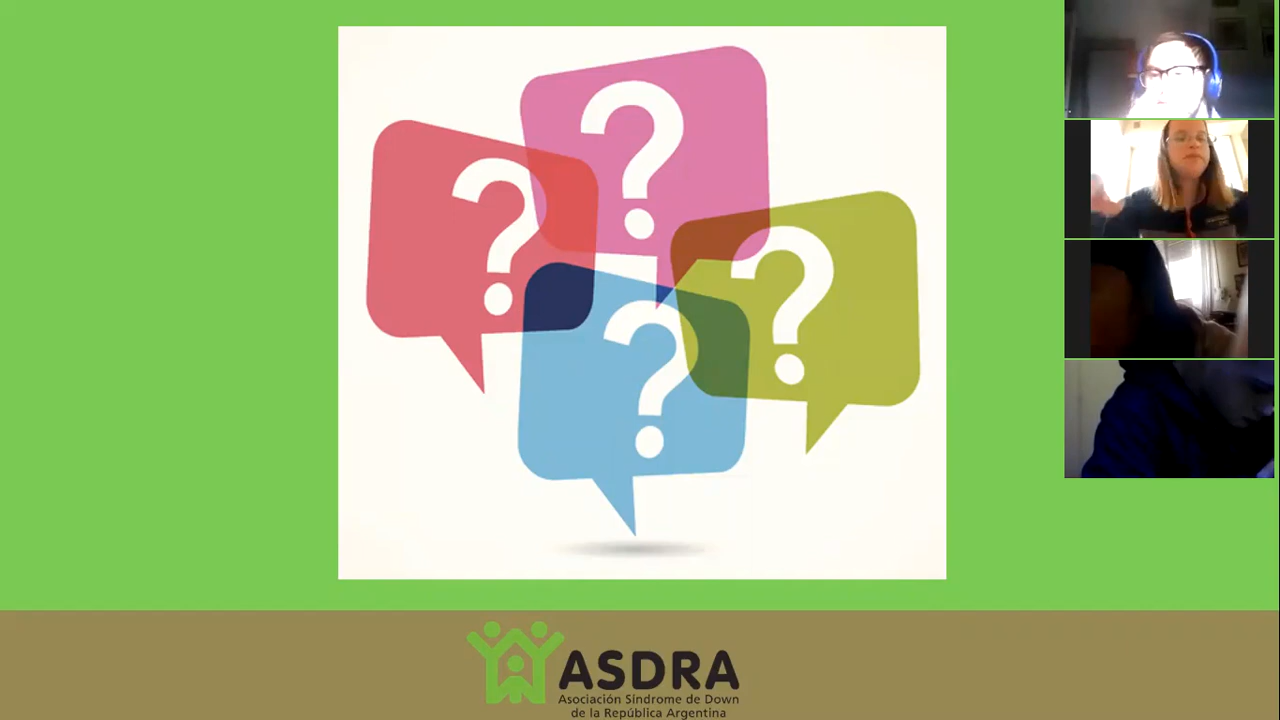 ?
?
?
?
ASDRA
Asociación Síndrome de Down
de la República Argentina